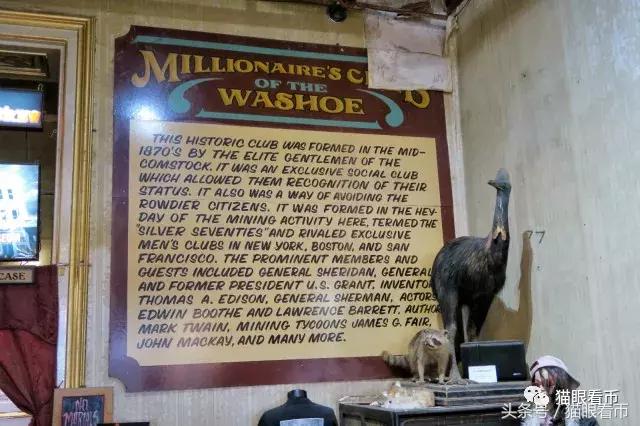 MILLIONAIRE'S
OF THE
WASHOE
THIS HISTORIC CLUB WAS FORMED IN THE MID-
1870'S BY THE ELITE GENTLEMEN OF THE
COMSTOCK. IT WAS AN EXCLUSIVE SOCIAL CLUB
WHICH ALLOWED THEM RECOGNITION OF THEIR
STATUS. IT ALSO WAS A WAY OF AVOIDING THE
ROWDIER CITIZENS. IT WAS FORMED IN THE HEY-
DAY OF THE MINING ACTIVITY HERE, TERMED THE
"SILVER SEVENTIES" AND RIVALED EXCLUSIVE
MEN'S CLUBS IN NEW YORK, BOSTON, AND SAN
FRANCISCO. THE PROMINENT MEMBERS AND
GUESTS INCLUDED GENERAL SHERIDAN, GENERAL
AND FORMER PRESIDENT U.S. GRANT, INVENTOR
THOMAS A. EDISON, GENERAL SHERMAN, ACTORS
EDWIN BOOTHE AND LAWRENCE BARRETT, AUTHOR
MARK TWAIN, MINING TYCOONS JAMES G. FAIR,
JOHN MACKAY, AND MANY MORE.
CASE
NO
猫眼看币
头条号 / 猫眼看币